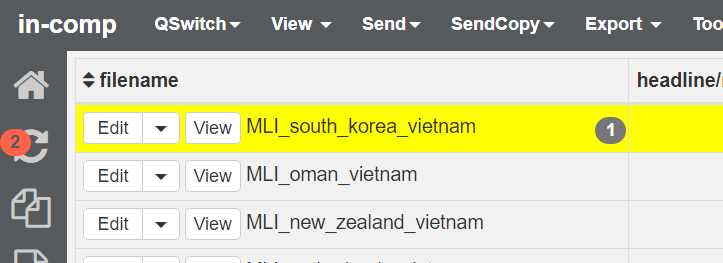 in-comp QSwitch View Send SendCopy Export Too
filename headline/
Edit View MLI_south_korea_vietnam 1
2
Edit View MLI_oman_vietnam
Edit View MLI_new_zealand_vietnam